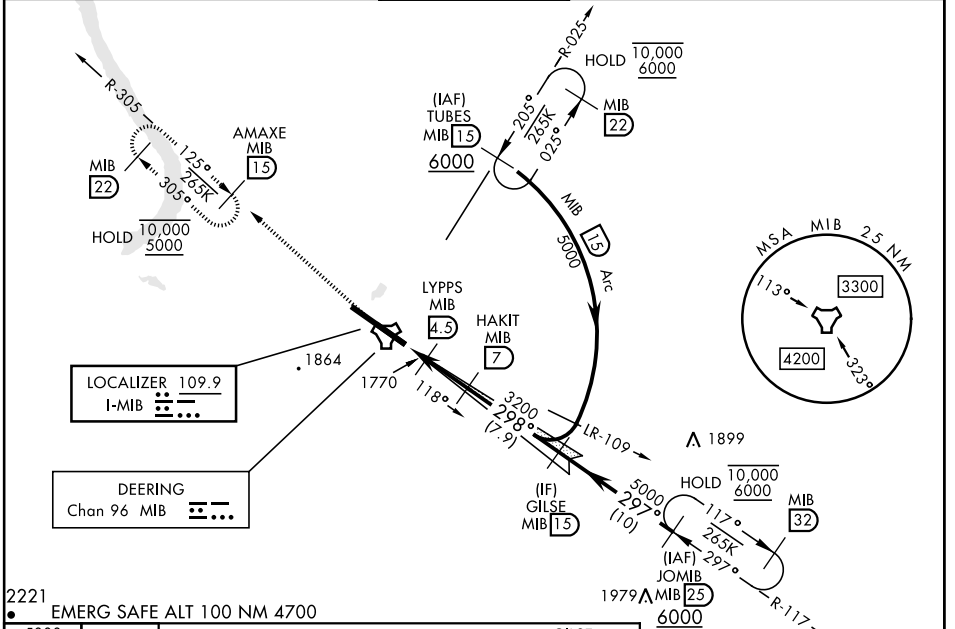 R-305
125°
265K
305°
AMAXE
MIB
15
MIB
22
HOLD 10,000
5000
R-025
HOLD 10,000
6000
(IAF)
TUBES
MIB 15
6000
205°
265K
025°
MIB
22
MIB 15 Arc
5000
MSA MIB 25 NM
113°
3300
4200
323°
LYPPS
MIB
4.5
HAKIT
MIB
7
1864
1770
118°
3200
298°
(7.9)
LR-109
LOCALIZER 109.9
I-MIB
DEERING
Chan 96 MIB
1899
(IF)
GILSE
MIB 15
5000
297°
(10)
HOLD 10,000
6000
117°
265K
297°
MIB
32
(IAF)
JOMIB
MIB 25
6000
1979
R-117
2221
EMERG SAFE ALT 100 NM 4700